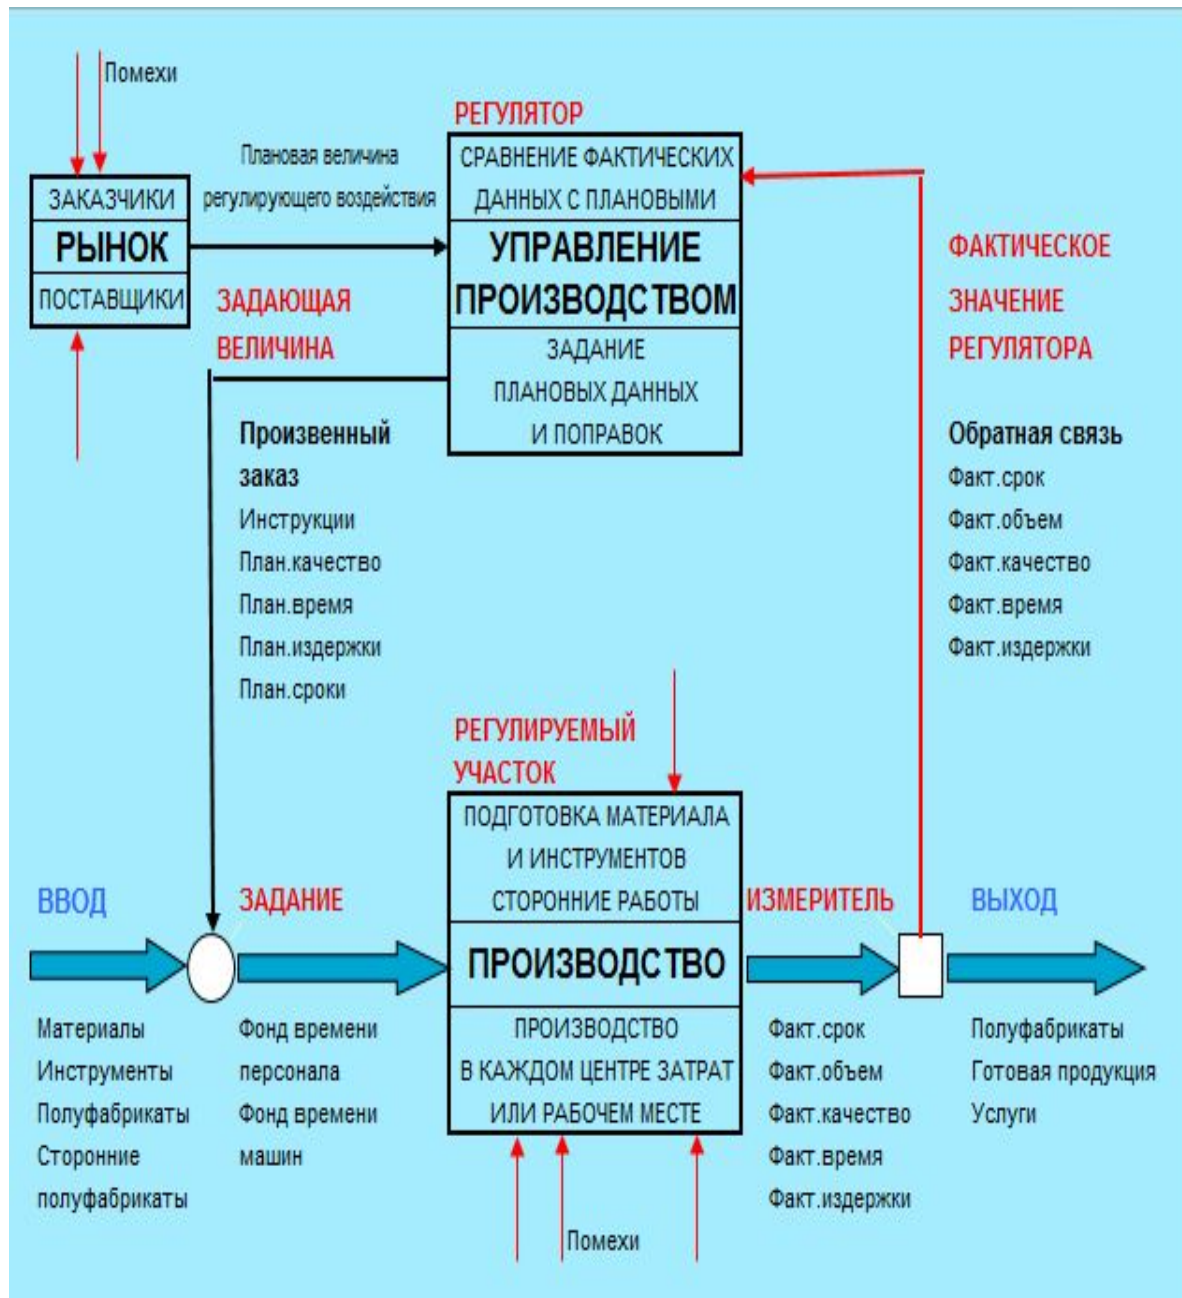 Помехи
ЗАКАЗЧИКИ
РЫНОК
ПОСТАВЩИКИ
Плановая величина
регулирующего воздействия
РЕГУЛЯТОР
СРАВНЕНИЕ ФАКТИЧЕСКИХ
ДАННЫХ С ПЛАНОВЫМИ
УПРАВЛЕНИЕ
ПРОИЗВОДСТВОМ
ЗАДАНИЕ
ПЛАНОВЫХ ДАННЫХ
И ПОПРАВОК
ЗАДАЮЩАЯ
ВЕЛИЧИНА
Произвенный
заказ
Инструкции
План.качество
План.время
План.издержки
План.сроки
ФАКТИЧЕСКОЕ
ЗНАЧЕНИЕ
РЕГУЛЯТОРА
Обратная связь
Факт.срок
Факт.объем
Факт.качество
Факт.время
Факт.издержки
РЕГУЛИРУЕМЫЙ
УЧАСТОК
ПОДГОТОВКА МАТЕРИАЛА
И ИНСТРУМЕНТОВ
СТОРОННИЕ РАБОТЫ
ПРОИЗВОДСТВО
ПРОИЗВОДСТВО
В КАЖДОМ ЦЕНТРЕ ЗАТРАТ
ИЛИ РАБОЧЕМ МЕСТЕ
ВВОД
Материалы
Инструменты
Полуфабрикаты
Сторонние
полуфабрикаты
ЗАДАНИЕ
Фонд времени
персонала
Фонд времени
машин
ИЗМЕРИТЕЛЬ
Факт.срок
Факт.объем
Факт.качество
Факт.время
Факт.издержки
ВЫХОД
Полуфабрикаты
Готовая продукция
Услуги
Помехи